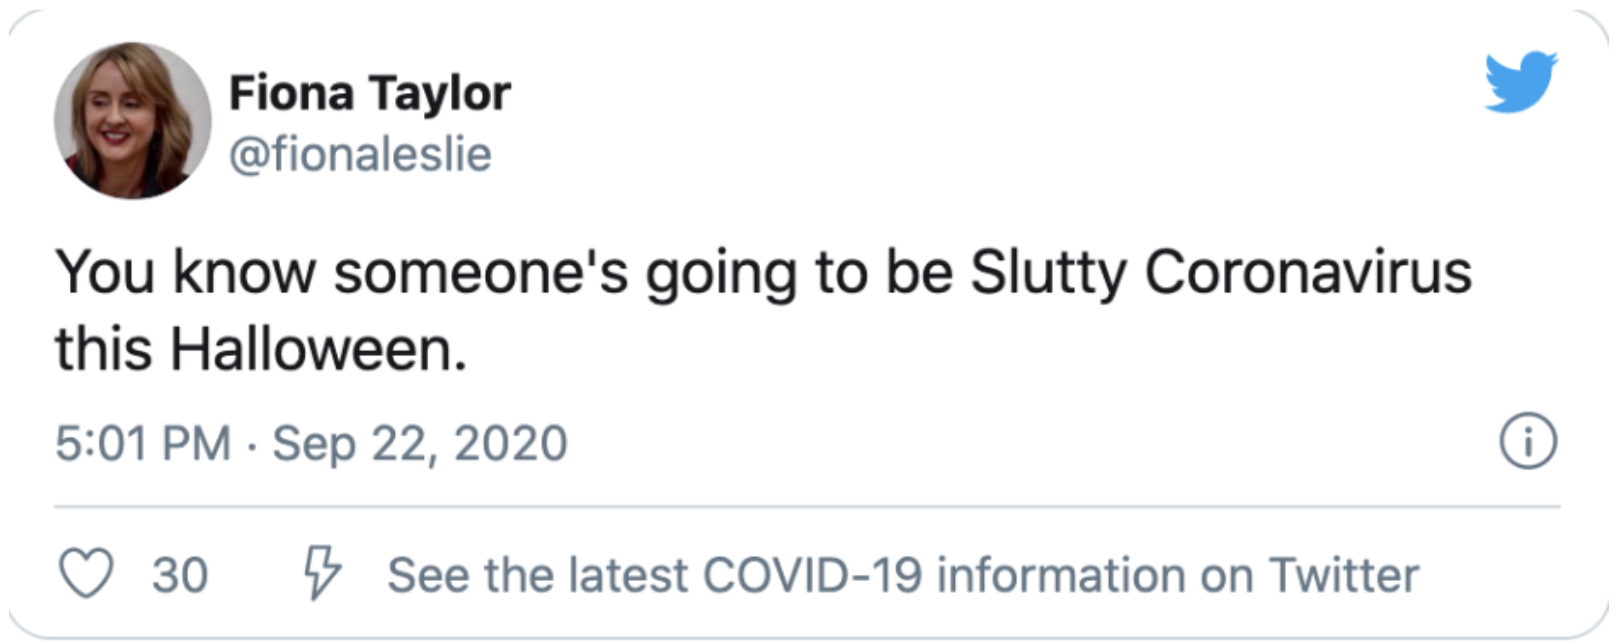 Fiona Taylor
@fionaleslie
You know someone's going to be Slutty Coronavirus
this Halloween.
5:01 PM · Sep 22, 2020
30 See the latest COVID-19 information on Twitter